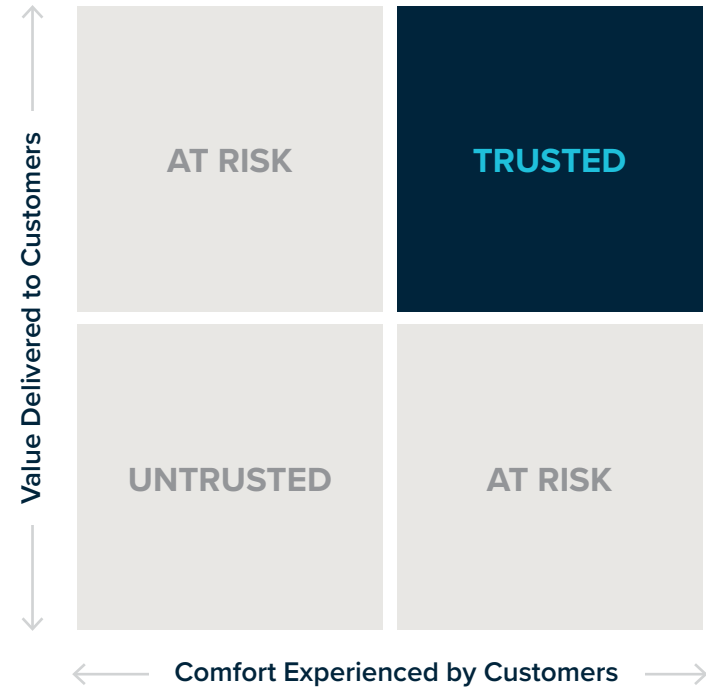 Value Delivered to Customers
AT RISK
TRUSTED
UNTRUSTED
AT RISK
Comfort Experienced by Customers